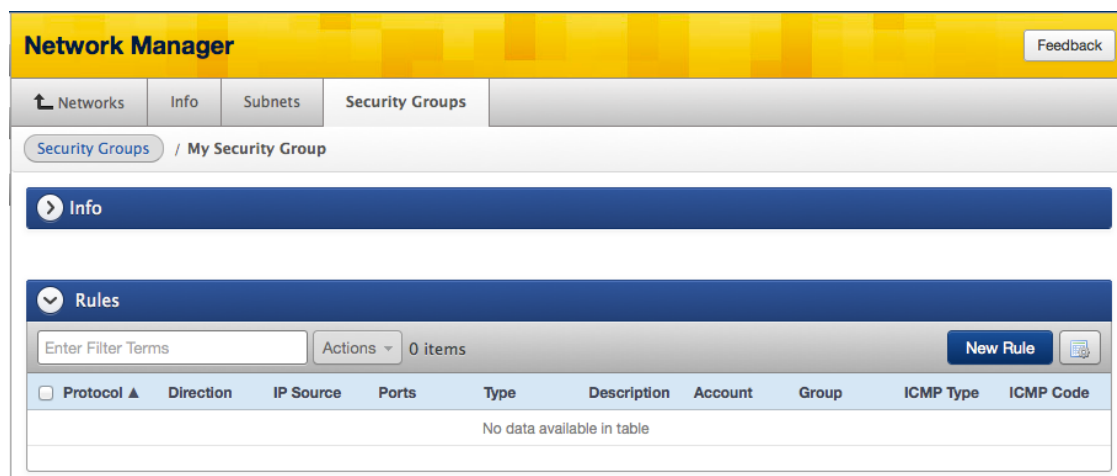 Network Manager
Feedback
Networks Info Subnets Security Groups
Security Groups / My Security Group
Info
Rules
Enter Filter Terms Actions 0 items New Rule
Protocol ▲ Direction IP Source Ports Type Description Account Group ICMP Type ICMP Code
No data available in table